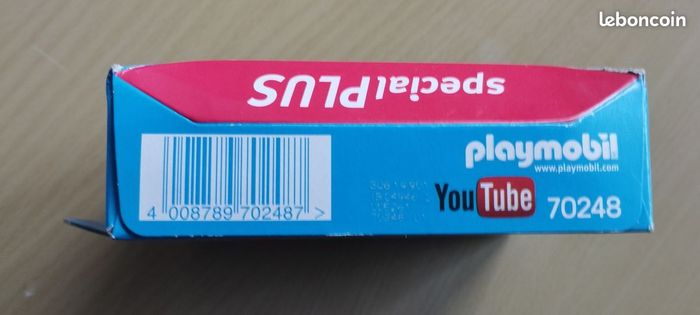 leboncoin
specialPLUS
playmobil
www.playmobil.com
YouTube 70248
4 008789 702487 >